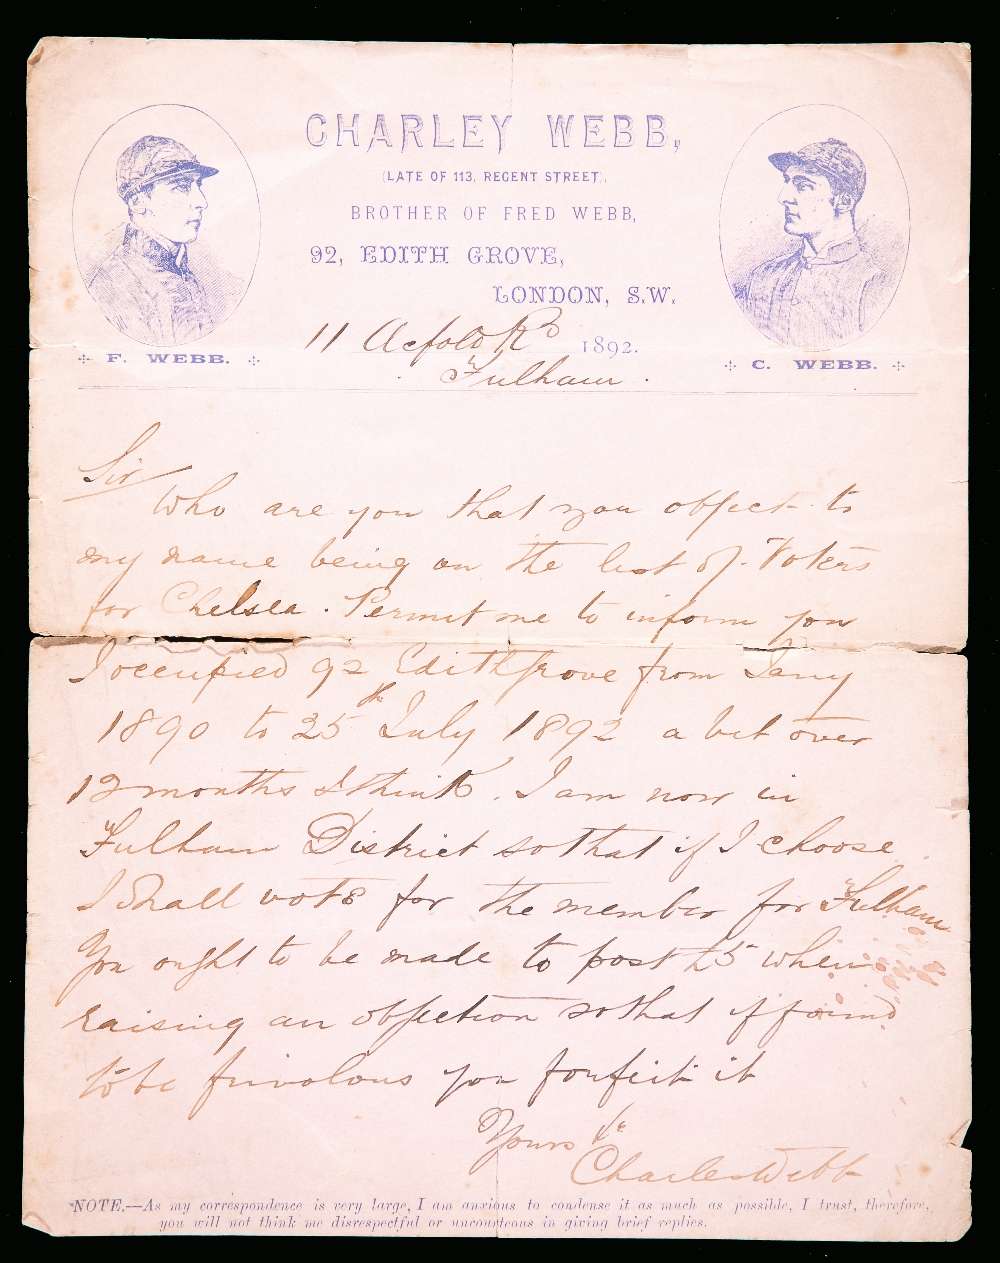 CHARLEY WEBB,
(LATE OF 113, REGENT STREET),
BROTHER OF FRED WEBB,
92, EDITH GROVE,
LONDON, S.W.
11 Acfold Rd 1892.
Fulham.
F. WEBB.
C. WEBB.
Sir
Who are you that you object to
my name being on the list of Voters
for Chelsea. Permit me to inform you
I occupied 92 Edith Grove from Jany
1890 to 25th July 1892 a bit over
12 months I think. I am now in
Fulham District so that if I choose
I shall vote for the member for Fulham
You ought to be made to post £5 when
raising an objection so that if found
to be frivolous you forfeit it
Yours &c
Charles Webb
NOTE.—As my correspondence is very large, I am anxious to condense it as much as possible, I trust, therefore,
you will not think me disrespectful or uncourteous in giving brief replies.